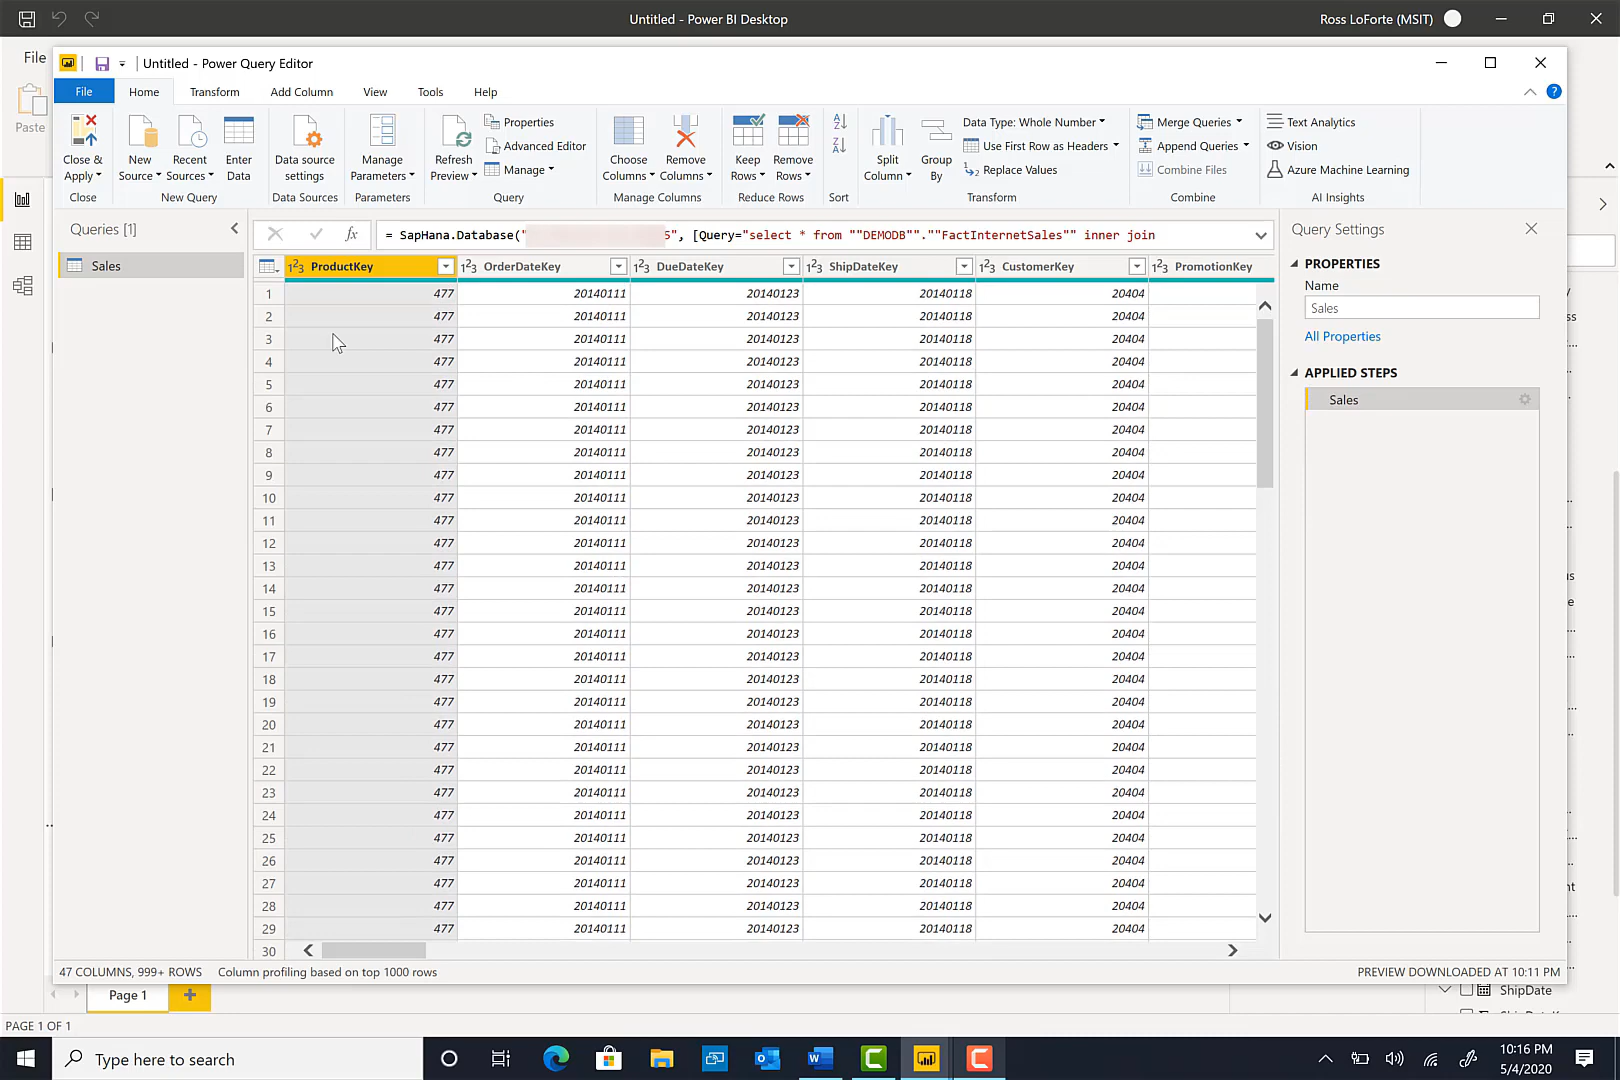 Untitled - Power BI Desktop
Ross LoForte (MSIT)
File
Paste
Untitled - Power Query Editor
File Home Transform Add Column View Tools Help
Close & Apply
New Source
Recent Sources
Enter Data
Data source settings
Manage Parameters
Refresh Preview
Properties
Advanced Editor
Manage
Choose Columns
Remove Columns
Keep Rows
Remove Rows
Split Column
Group By
Data Type: Whole Number
Use First Row as Headers
Replace Values
Merge Queries
Append Queries
Combine Files
Text Analytics
Vision
Azure Machine Learning
Close New Query Data Sources Parameters Query Manage Columns Reduce Rows Sort Transform Combine AI Insights
Queries [1]
Sales
fx = SapHana.Database(" 5", [Query="select * from ""DEMODB"".""FactInternetSales"" inner join
ProductKey OrderDateKey DueDateKey ShipDateKey CustomerKey PromotionKey
1 477 20140111 20140123 20140118 20404
2 477 20140111 20140123 20140118 20404
3 477 20140111 20140123 20140118 20404
4 477 20140111 20140123 20140118 20404
5 477 20140111 20140123 20140118 20404
6 477 20140111 20140123 20140118 20404
7 477 20140111 20140123 20140118 20404
8 477 20140111 20140123 20140118 20404
9 477 20140111 20140123 20140118 20404
10 477 20140111 20140123 20140118 20404
11 477 20140111 20140123 20140118 20404
12 477 20140111 20140123 20140118 20404
13 477 20140111 20140123 20140118 20404
14 477 20140111 20140123 20140118 20404
15 477 20140111 20140123 20140118 20404
16 477 20140111 20140123 20140118 20404
17 477 20140111 20140123 20140118 20404
18 477 20140111 20140123 20140118 20404
19 477 20140111 20140123 20140118 20404
20 477 20140111 20140123 20140118 20404
21 477 20140111 20140123 20140118 20404
22 477 20140111 20140123 20140118 20404
23 477 20140111 20140123 20140118 20404
24 477 20140111 20140123 20140118 20404
25 477 20140111 20140123 20140118 20404
26 477 20140111 20140123 20140118 20404
27 477 20140111 20140123 20140118 20404
28 477 20140111 20140123 20140118 20404
29 477 20140111 20140123 20140118 20404
30
Query Settings
PROPERTIES
Name
Sales
All Properties
APPLIED STEPS
Sales
47 COLUMNS, 999+ ROWS Column profiling based on top 1000 rows
PREVIEW DOWNLOADED AT 10:11 PM
Page 1
ShipDate
PAGE 1 OF 1
Type here to search
10:16 PM
5/4/2020